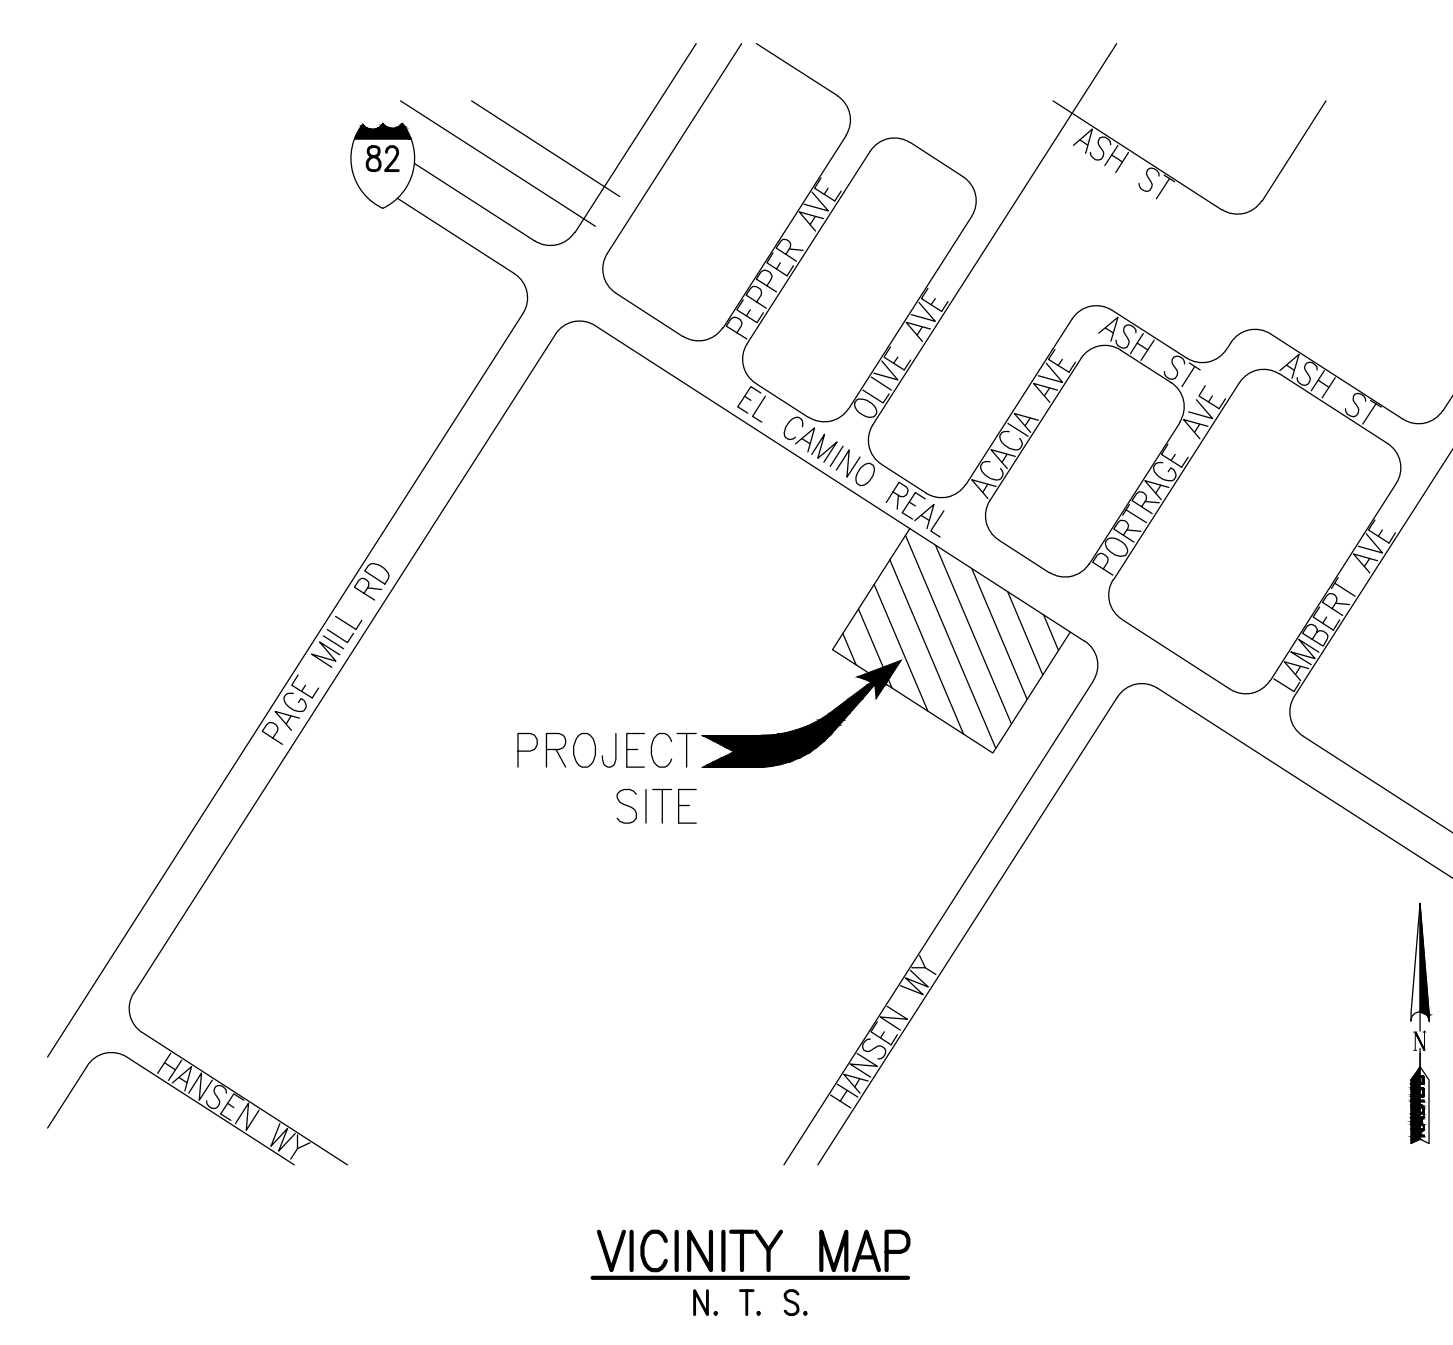 82
ASH ST
PEPPER AVE
OLIVE AVE
ASH ST
ASH ST
ACACIA AVE
PORTRAGE AVE
EL CAMINO REAL
LAMBERT AVE
PAGE MILL RD
PROJECT
SITE
HANSEN WY
HANSEN WY
N
VICINITY MAP
N. T. S.